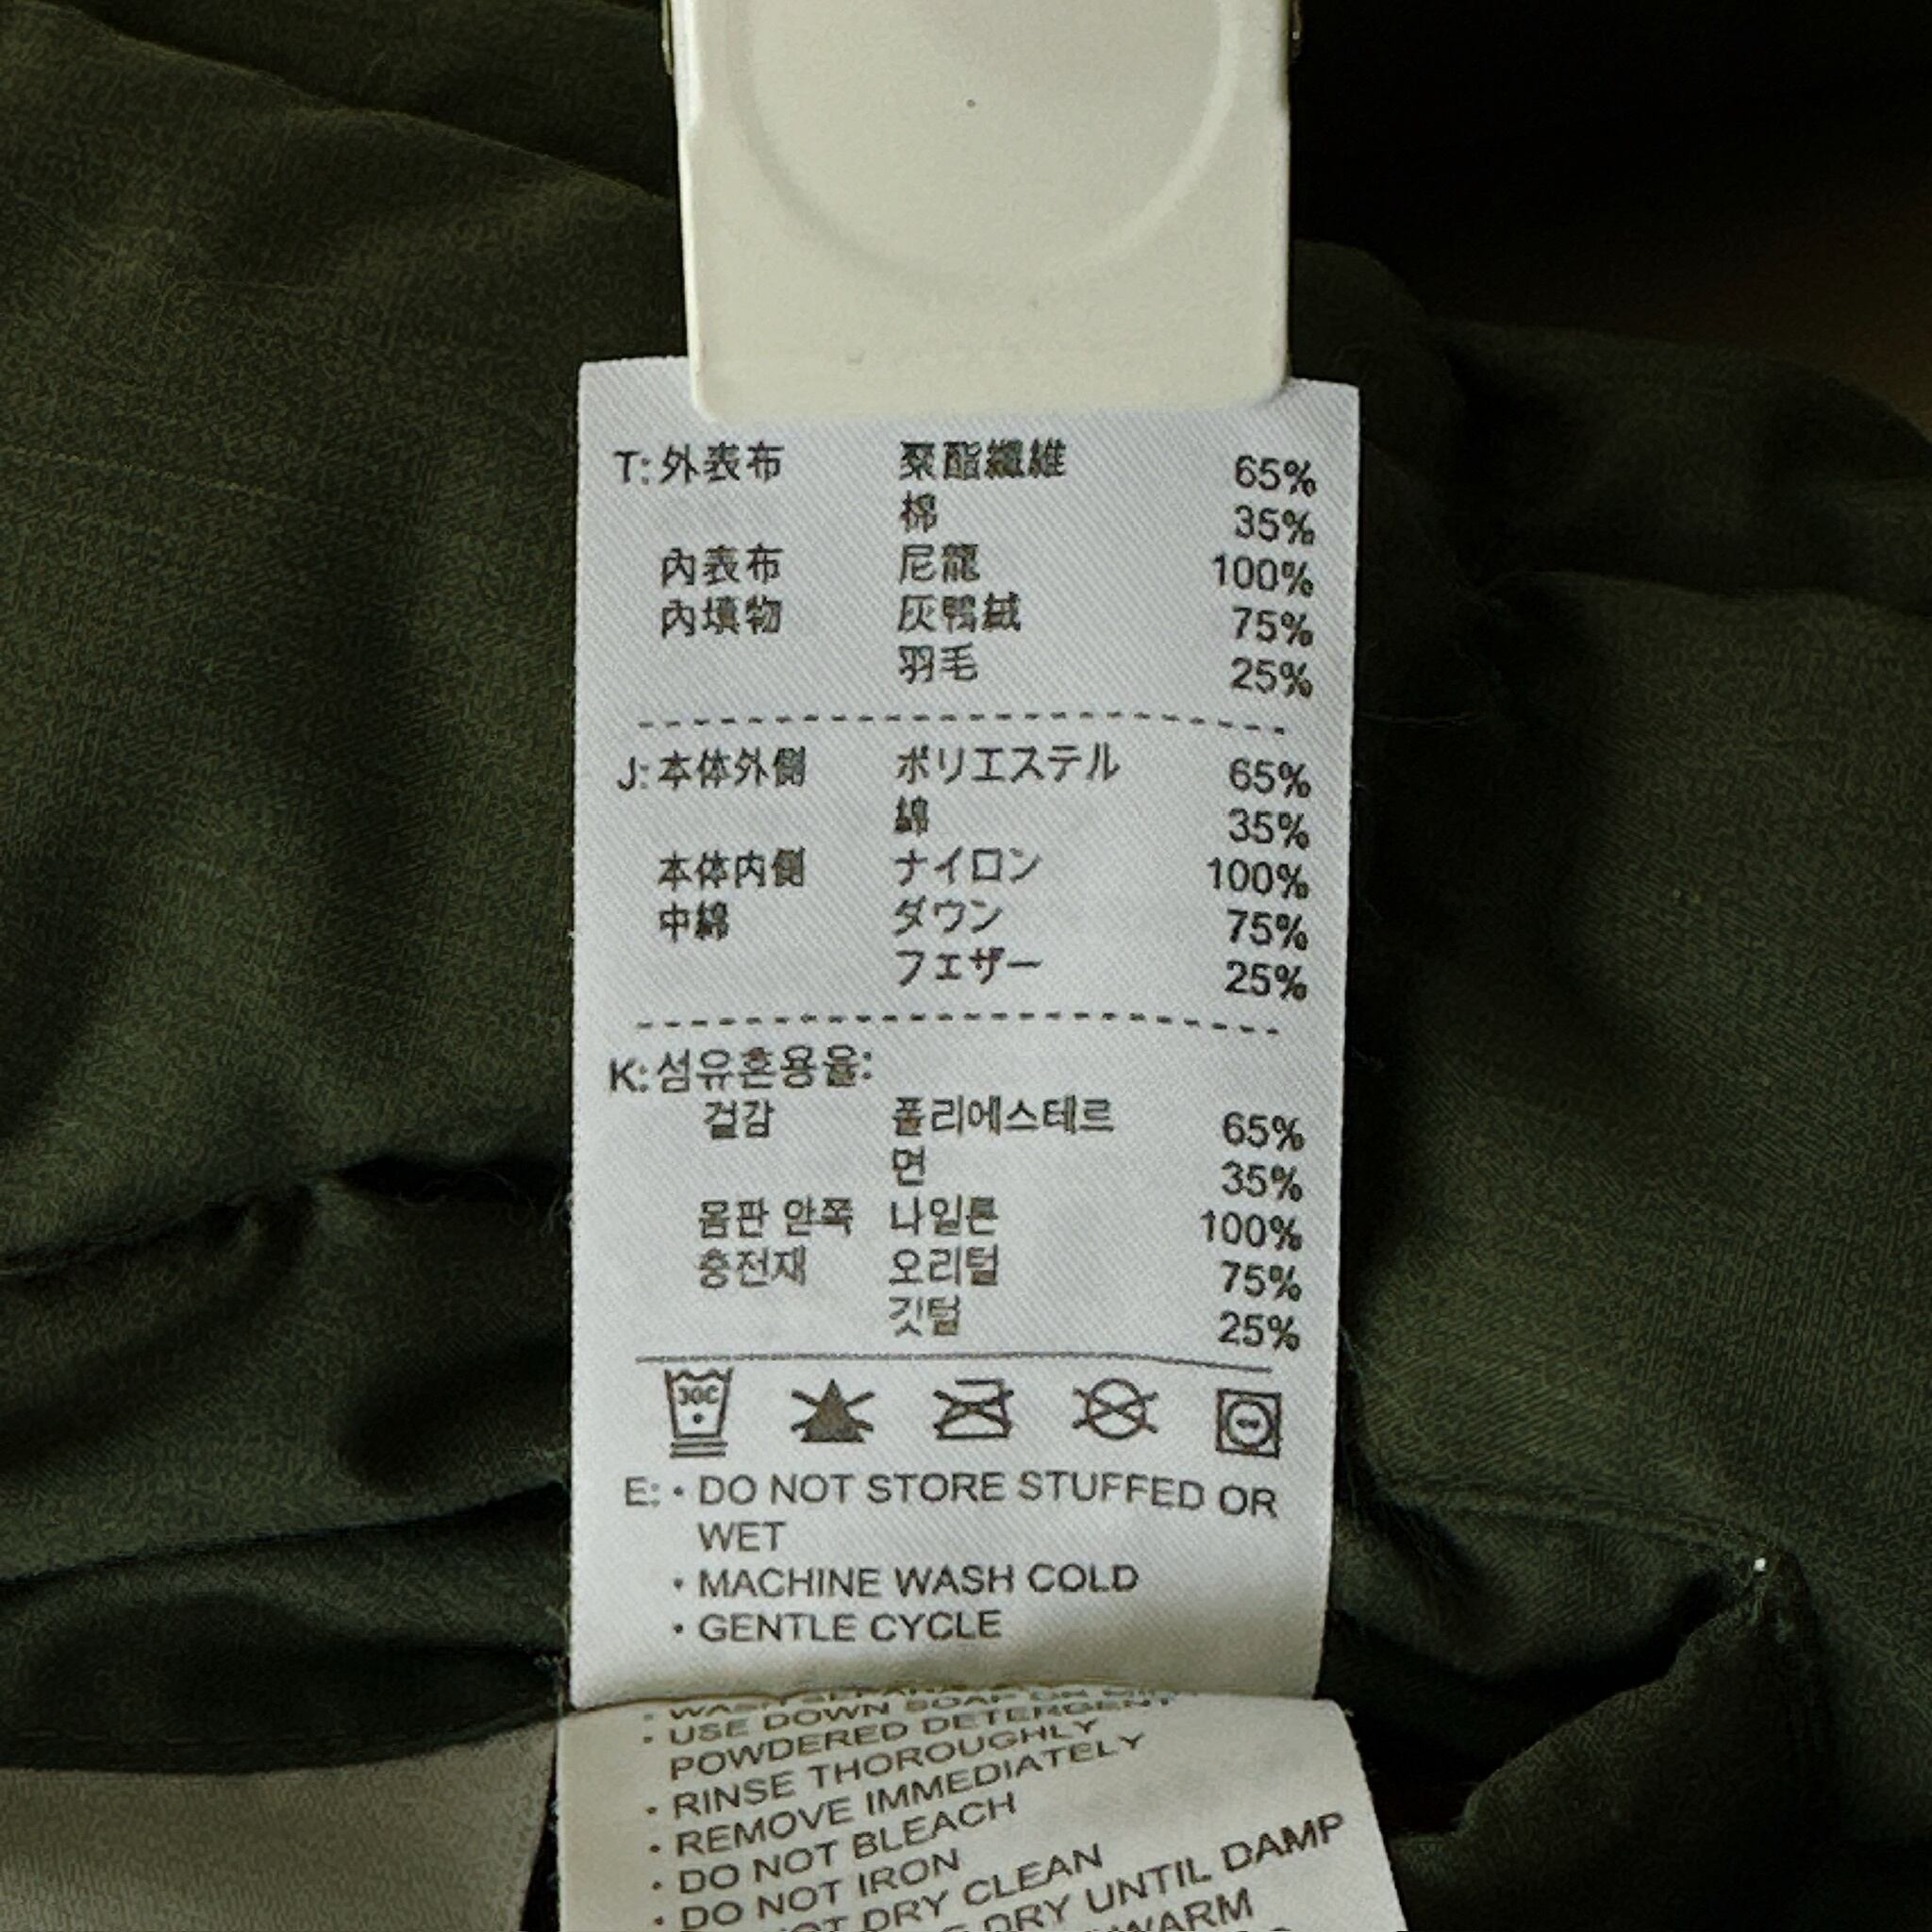 T: 外表布 聚酯纖維 65%
棉 35%
內表布 尼龍 100%
內填物 灰鴨絨 75%
羽毛 25%
J: 本体外側 ポリエステル 65%
綿 35%
本体内側 ナイロン 100%
中綿 ダウン 75%
フェザー 25%
K: 섬유혼용율:
겉감 폴리에스테르 65%
면 35%
몸판 안쪽 나일론 100%
충전재 오리털 75%
깃털 25%
30C
E: • DO NOT STORE STUFFED OR
WET
• MACHINE WASH COLD
• GENTLE CYCLE
• WASH
• USE DOWN SOAP OR
POWDERED DETERGENT
• RINSE THOROUGHLY
• REMOVE IMMEDIATELY
• DO NOT BLEACH
• DO NOT IRON
DRY CLEAN
DRY UNTIL DAMP
WARM